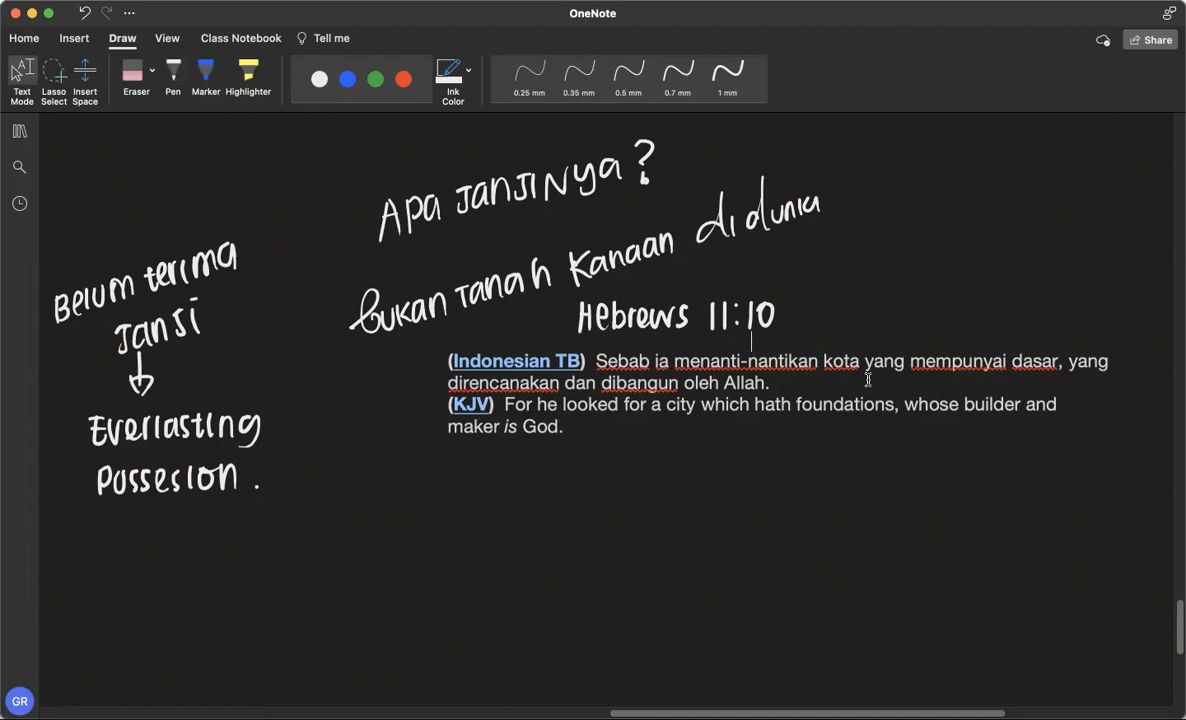 OneNote
Home Insert Draw View Class Notebook Tell me
Share
Text Mode
Lasso Select
Insert Space
Eraser
Pen
Marker
Highlighter
Ink Color
0.25 mm
0.35 mm
0.5 mm
0.7 mm
1 mm
Apa JanJiNya?
bukan Tanah Kanaan di dunia
Belum terima
JanJi
Everlasting
Possesion.
Hebrews 11:10
(Indonesian TB) Sebab ia menanti-nantikan kota yang mempunyai dasar, yang
direncanakan dan dibangun oleh Allah.
(KJV) For he looked for a city which hath foundations, whose builder and
maker is God.
GR